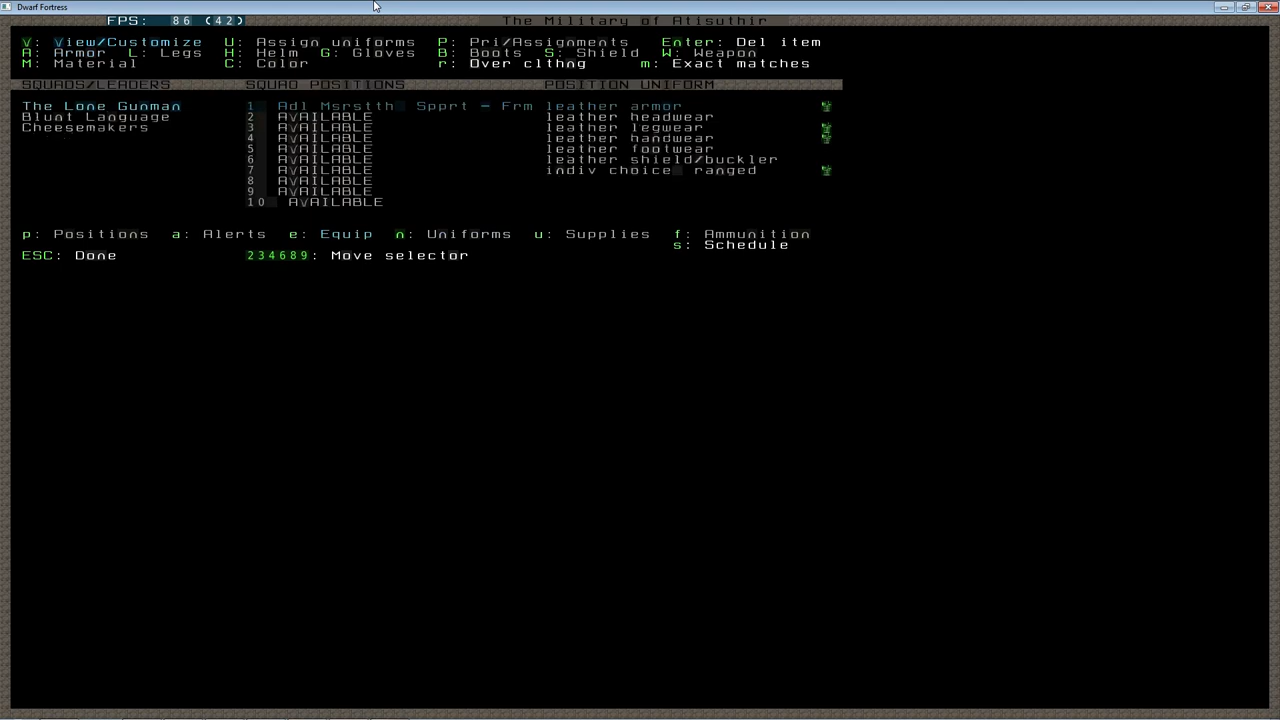 Dwarf Fortress
FPS: 86 (42) The Military of Atisuthir
V: View/Customize U: Assign uniforms P: Pri/Assignments Enter: Del item
A: Armor L: Legs H: Helm G: Gloves B: Boots S: Shield W: Weapon
M: Material C: Color r: Over clthng m: Exact matches
SQUADS/LEADERS SQUAD POSITIONS POSITION UNIFORM
The Lone Gunman 1 Adl Msrstth Spprt - Frm leather armor
Blunt Language 2 AVAILABLE leather headwear
Cheesemakers 3 AVAILABLE leather legwear
4 AVAILABLE leather handwear
5 AVAILABLE leather footwear
6 AVAILABLE leather shield/buckler
7 AVAILABLE indiv choice ranged
8 AVAILABLE
9 AVAILABLE
10 AVAILABLE
p: Positions a: Alerts e: Equip n: Uniforms u: Supplies f: Ammunition
s: Schedule
ESC: Done 234689: Move selector